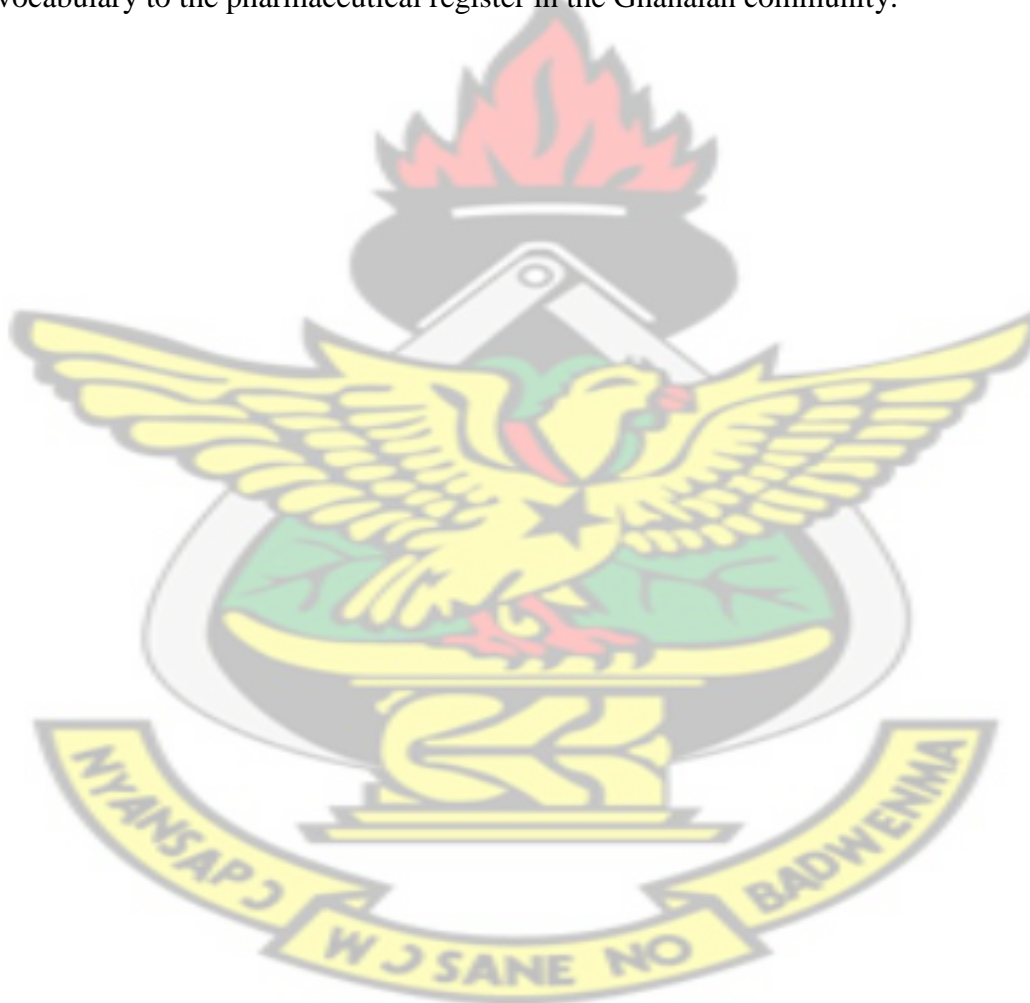 vocabulary to the pharmaceutical register in the Ghanaian community.
NYANSAPƆ WƆSANE NO BADWENMA